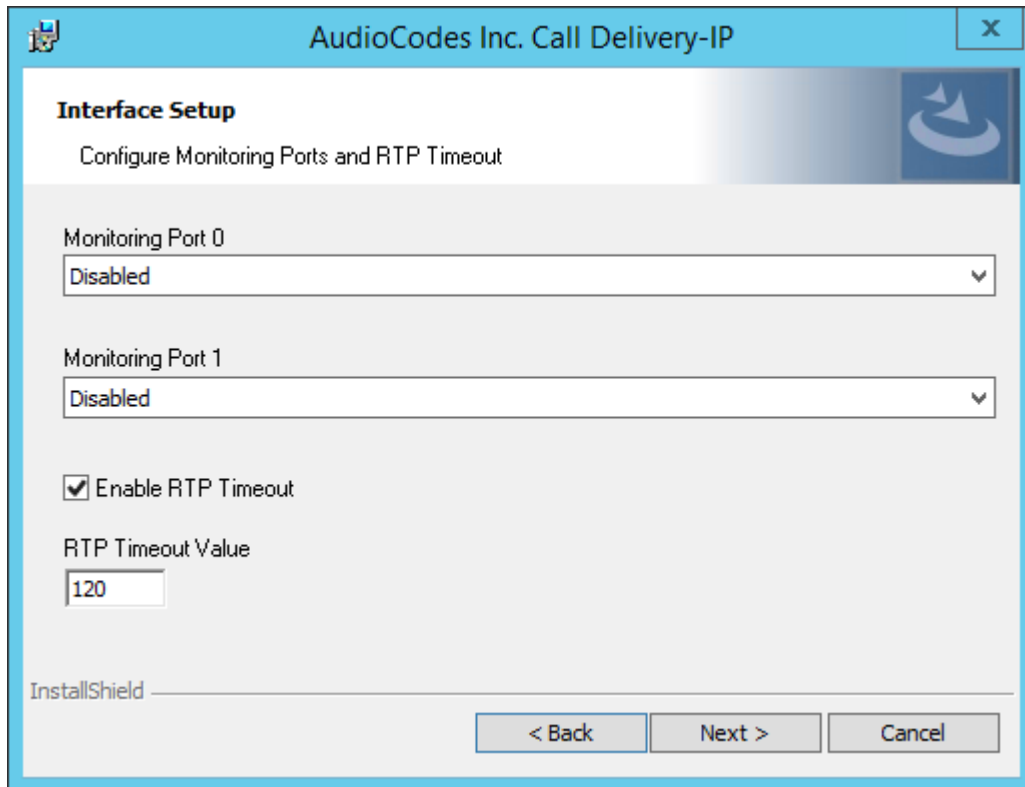 AudioCodes Inc. Call Delivery-IP
x
Interface Setup
Configure Monitoring Ports and RTP Timeout
Monitoring Port 0
Disabled
Monitoring Port 1
Disabled
Enable RTP Timeout
RTP Timeout Value
120
InstallShield
< Back Next > Cancel